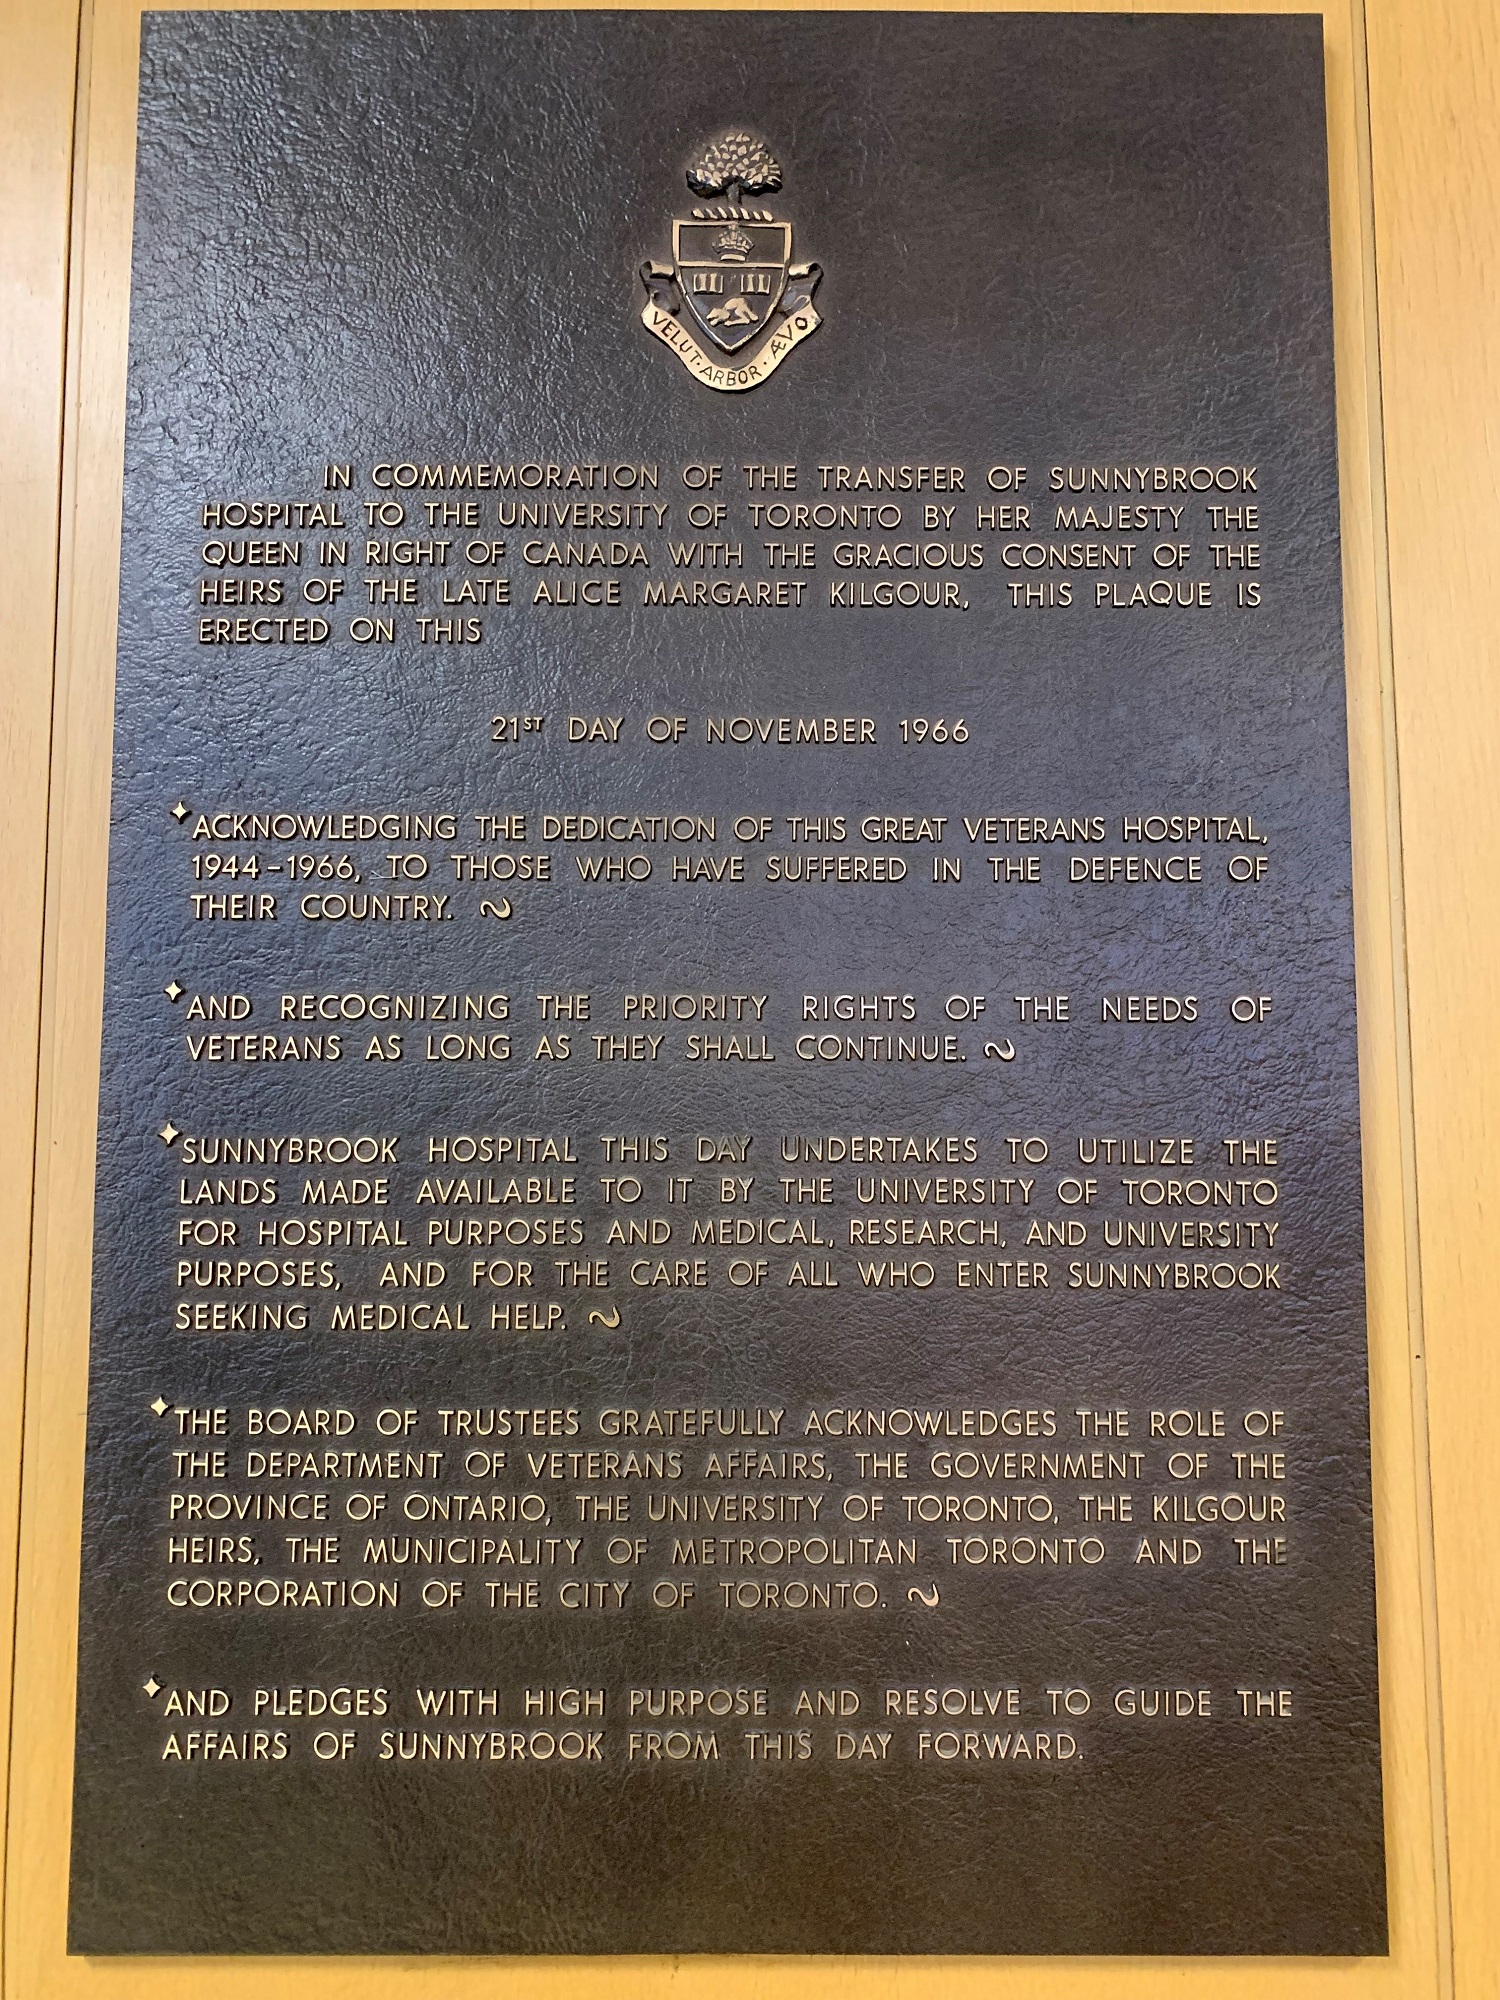 VELUT · ARBOR · ÆVO
IN COMMEMORATION OF THE TRANSFER OF SUNNYBROOK
HOSPITAL TO THE UNIVERSITY OF TORONTO BY HER MAJESTY THE
QUEEN IN RIGHT OF CANADA WITH THE GRACIOUS CONSENT OF THE
HEIRS OF THE LATE ALICE MARGARET KILGOUR, THIS PLAQUE IS
ERECTED ON THIS
21ST DAY OF NOVEMBER 1966
ACKNOWLEDGING THE DEDICATION OF THIS GREAT VETERANS HOSPITAL,
1944-1966, TO THOSE WHO HAVE SUFFERED IN THE DEFENCE OF
THEIR COUNTRY.
AND RECOGNIZING THE PRIORITY RIGHTS OF THE NEEDS OF
VETERANS AS LONG AS THEY SHALL CONTINUE.
SUNNYBROOK HOSPITAL THIS DAY UNDERTAKES TO UTILIZE THE
LANDS MADE AVAILABLE TO IT BY THE UNIVERSITY OF TORONTO
FOR HOSPITAL PURPOSES AND MEDICAL, RESEARCH, AND UNIVERSITY
PURPOSES, AND FOR THE CARE OF ALL WHO ENTER SUNNYBROOK
SEEKING MEDICAL HELP.
THE BOARD OF TRUSTEES GRATEFULLY ACKNOWLEDGES THE ROLE OF
THE DEPARTMENT OF VETERANS AFFAIRS, THE GOVERNMENT OF THE
PROVINCE OF ONTARIO, THE UNIVERSITY OF TORONTO, THE KILGOUR
HEIRS, THE MUNICIPALITY OF METROPOLITAN TORONTO AND THE
CORPORATION OF THE CITY OF TORONTO.
AND PLEDGES WITH HIGH PURPOSE AND RESOLVE TO GUIDE THE
AFFAIRS OF SUNNYBROOK FROM THIS DAY FORWARD.